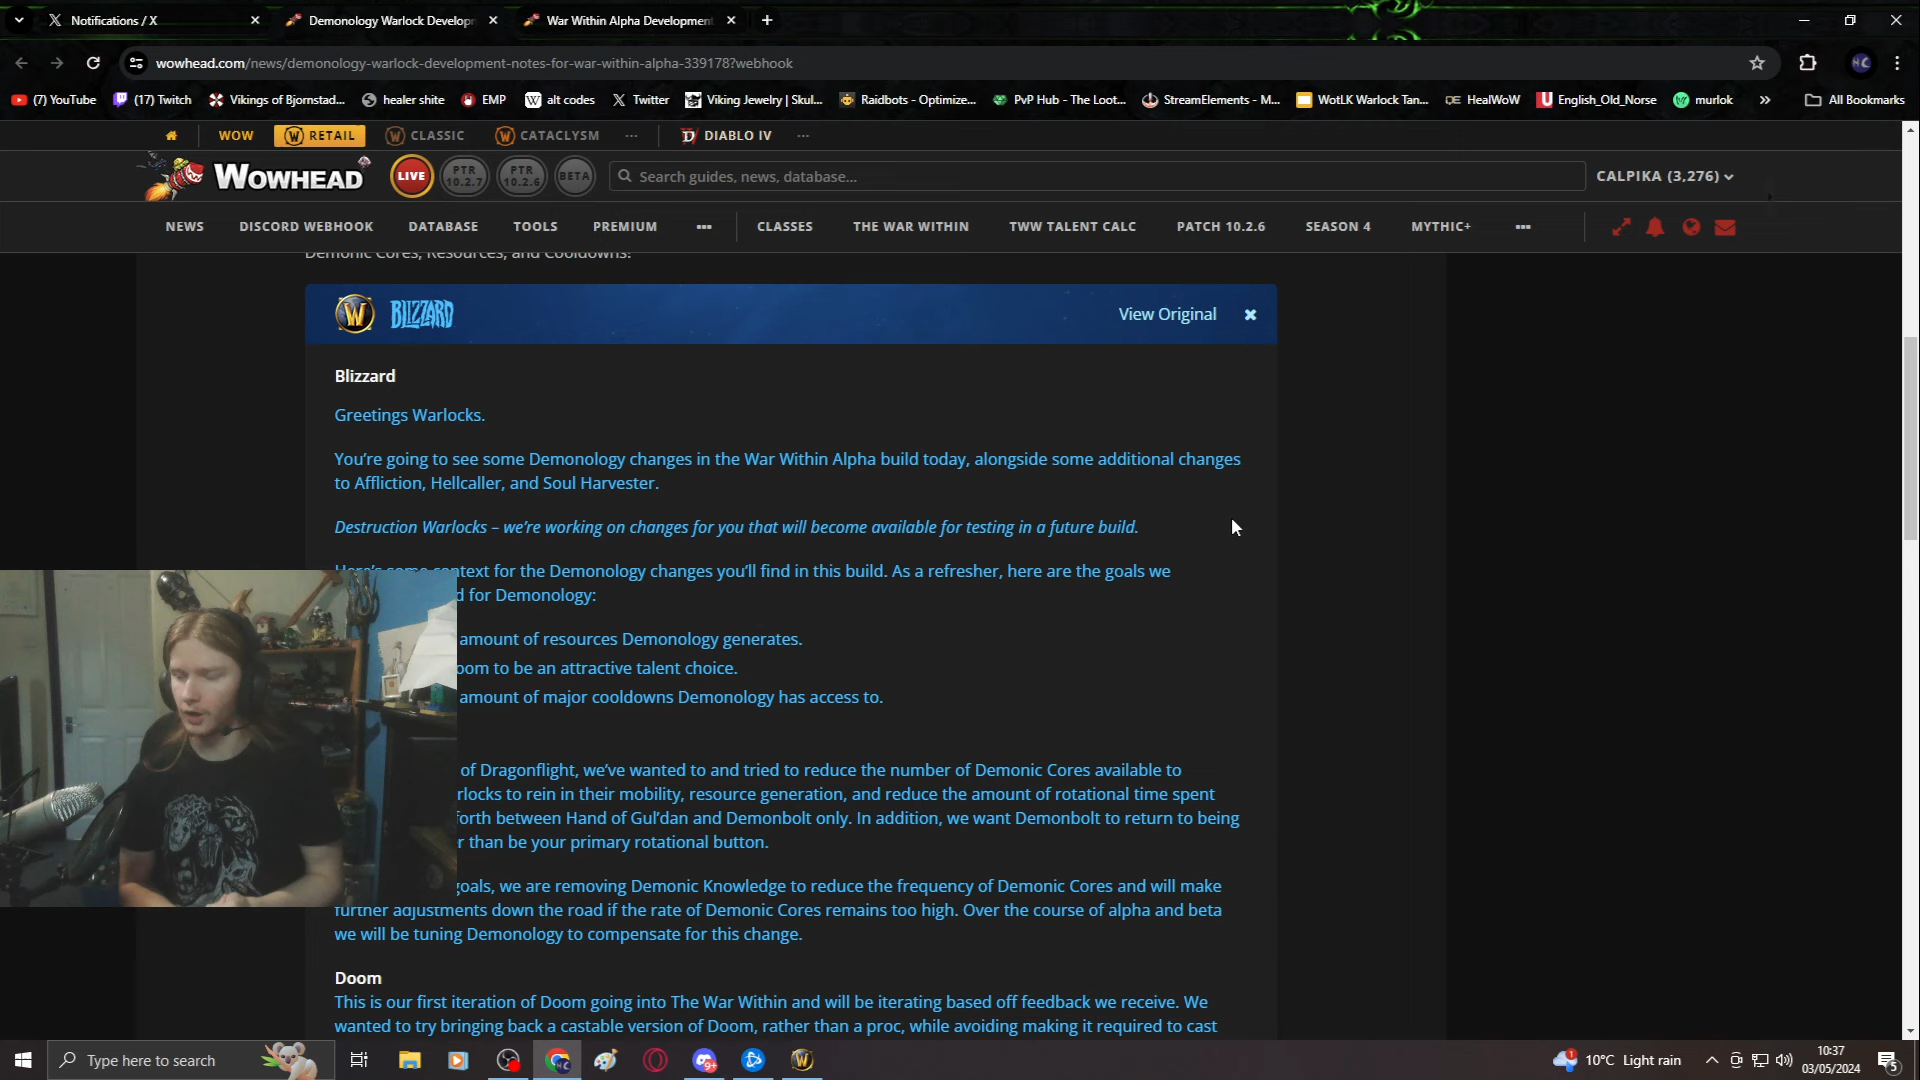 Notifications / X
Demonology Warlock Develop
War Within Alpha Development
wowhead.com/news/demonology-warlock-development-notes-for-war-within-alpha-339178?webhook
(7) YouTube
(17) Twitch
Vikings of Bjornstad...
healer shite
EMP
alt codes
Twitter
Viking Jewelry | Skul...
Raidbots - Optimize...
PvP Hub - The Loot...
StreamElements - M...
WotLK Warlock Tan...
HealWoW
English_Old_Norse
murlok
All Bookmarks
WOW
RETAIL
CLASSIC
CATACLYSM
DIABLO IV
WOWHEAD
LIVE
PTR 10.2.7
PTR 10.2.6
BETA
Search guides, news, database...
CALPIKA (3,276)
NEWS
DISCORD WEBHOOK
DATABASE
TOOLS
PREMIUM
CLASSES
THE WAR WITHIN
TWW TALENT CALC
PATCH 10.2.6
SEASON 4
MYTHIC+
Demonic Cores, Resources, and Cooldowns!
BLIZZARD
View Original
Blizzard
Greetings Warlocks.
You're going to see some Demonology changes in the War Within Alpha build today, alongside some additional changes
to Affliction, Hellcaller, and Soul Harvester.
Destruction Warlocks – we're working on changes for you that will become available for testing in a future build.
Here's some context for the Demonology changes you'll find in this build. As a refresher, here are the goals we
d for Demonology:
amount of resources Demonology generates.
oom to be an attractive talent choice.
amount of major cooldowns Demonology has access to.
of Dragonflight, we've wanted to and tried to reduce the number of Demonic Cores available to
rlocks to rein in their mobility, resource generation, and reduce the amount of rotational time spent
forth between Hand of Gul'dan and Demonbolt only. In addition, we want Demonbolt to return to being
r than be your primary rotational button.
goals, we are removing Demonic Knowledge to reduce the frequency of Demonic Cores and will make
further adjustments down the road if the rate of Demonic Cores remains too high. Over the course of alpha and beta
we will be tuning Demonology to compensate for this change.
Doom
This is our first iteration of Doom going into The War Within and will be iterating based off feedback we receive. We
wanted to try bringing back a castable version of Doom, rather than a proc, while avoiding making it required to cast
Type here to search
10°C Light rain
10:37
03/05/2024